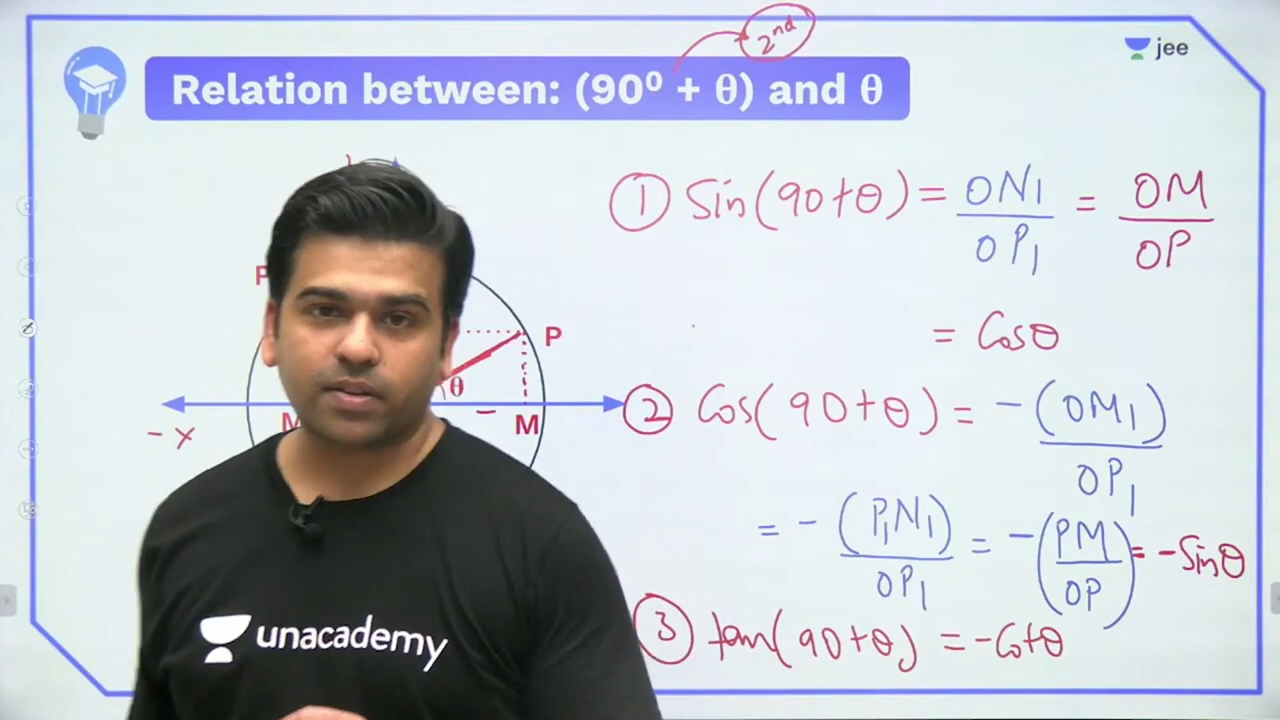 2nd
jee
Relation between: (90⁰ + θ) and θ
① Sin(90+θ) = ON1/OP1 = OM/OP
= Cosθ
P
P
θ
M
M
- x
② Cos(90+θ) = -(OM1)/OP1
= -(P1N1)/OP1 = -(PM/OP) = -Sinθ
③ tan(90+θ) = -Cotθ
unacademy